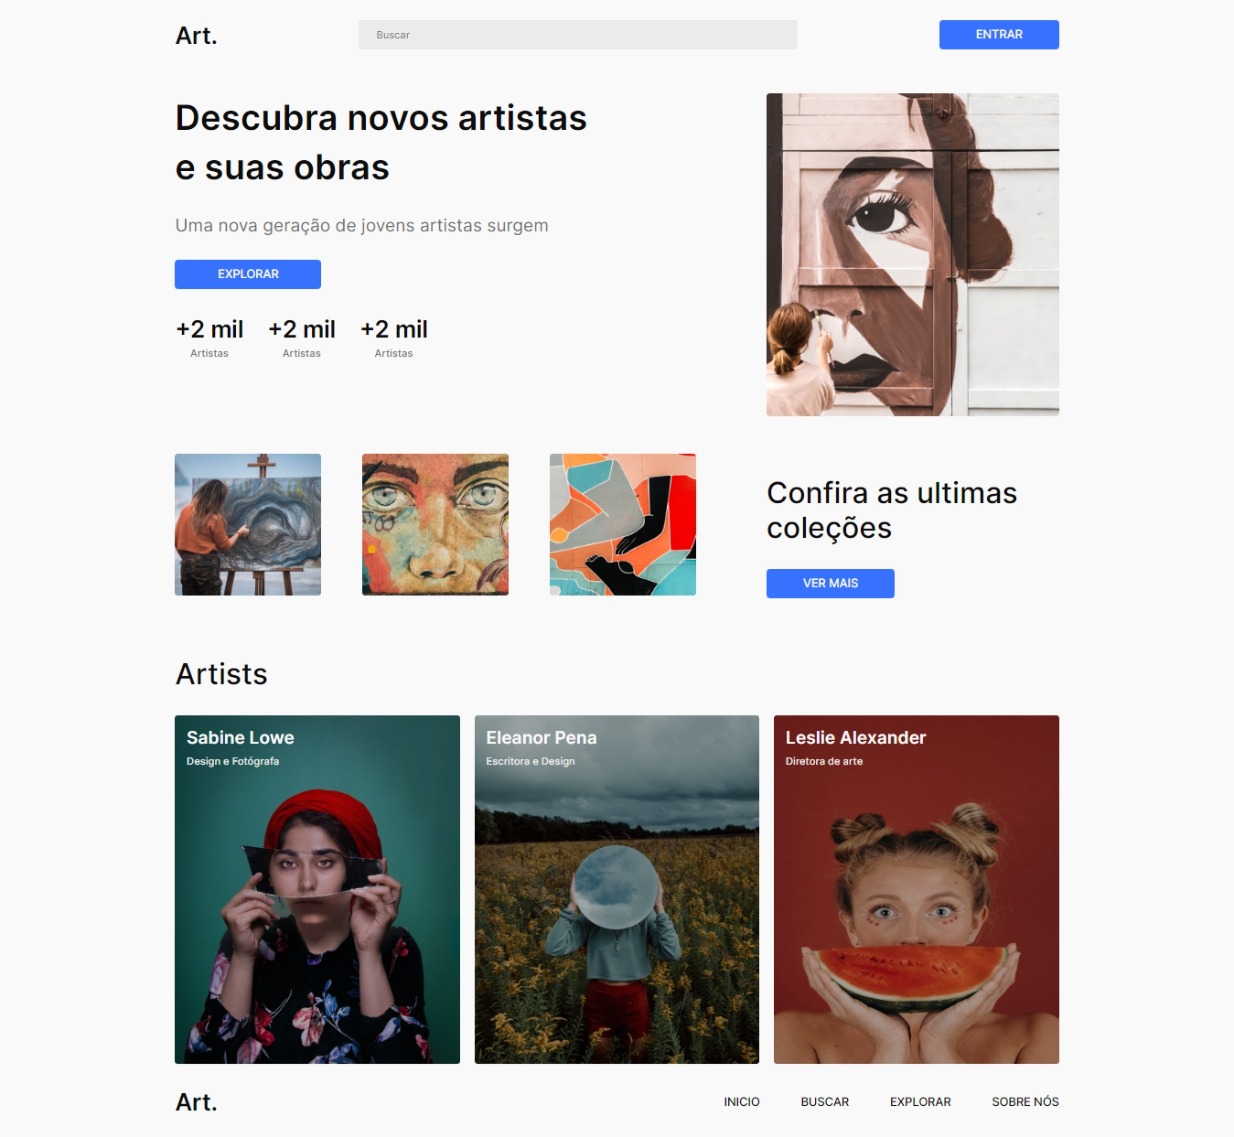 Art.
Buscar
ENTRAR
Descubra novos artistas
e suas obras
Uma nova geração de jovens artistas surgem
EXPLORAR
+2 mil +2 mil +2 mil
Artistas Artistas Artistas
Confira as ultimas
coleções
VER MAIS
Artists
Sabine Lowe
Design e Fotógrafa
Eleanor Pena
Escritora e Design
Leslie Alexander
Diretora de arte
Art.
INICIO BUSCAR EXPLORAR SOBRE NÓS